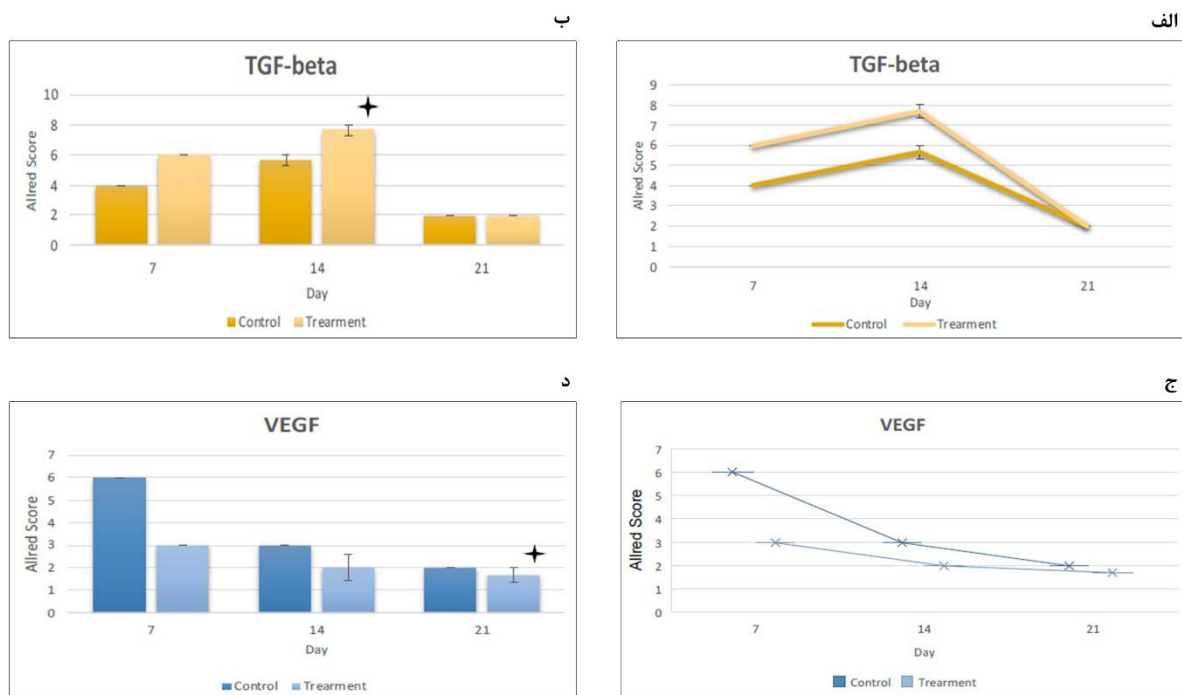 الف
TGF-beta
9
8
7
6
5
4
3
2
1
0
Allred Score
7 14 21
Day
Control Trearment
ب
TGF-beta
10
8
6
4
2
0
Allred Score
7 14 21
Day
Control Trearment
ج
VEGF
7
6
5
4
3
2
1
0
Allred Score
7 14 21
Day
Control Trearment
د
VEGF
7
6
5
4
3
2
1
0
Allred Score
7 14 21
Day
Control Trearment